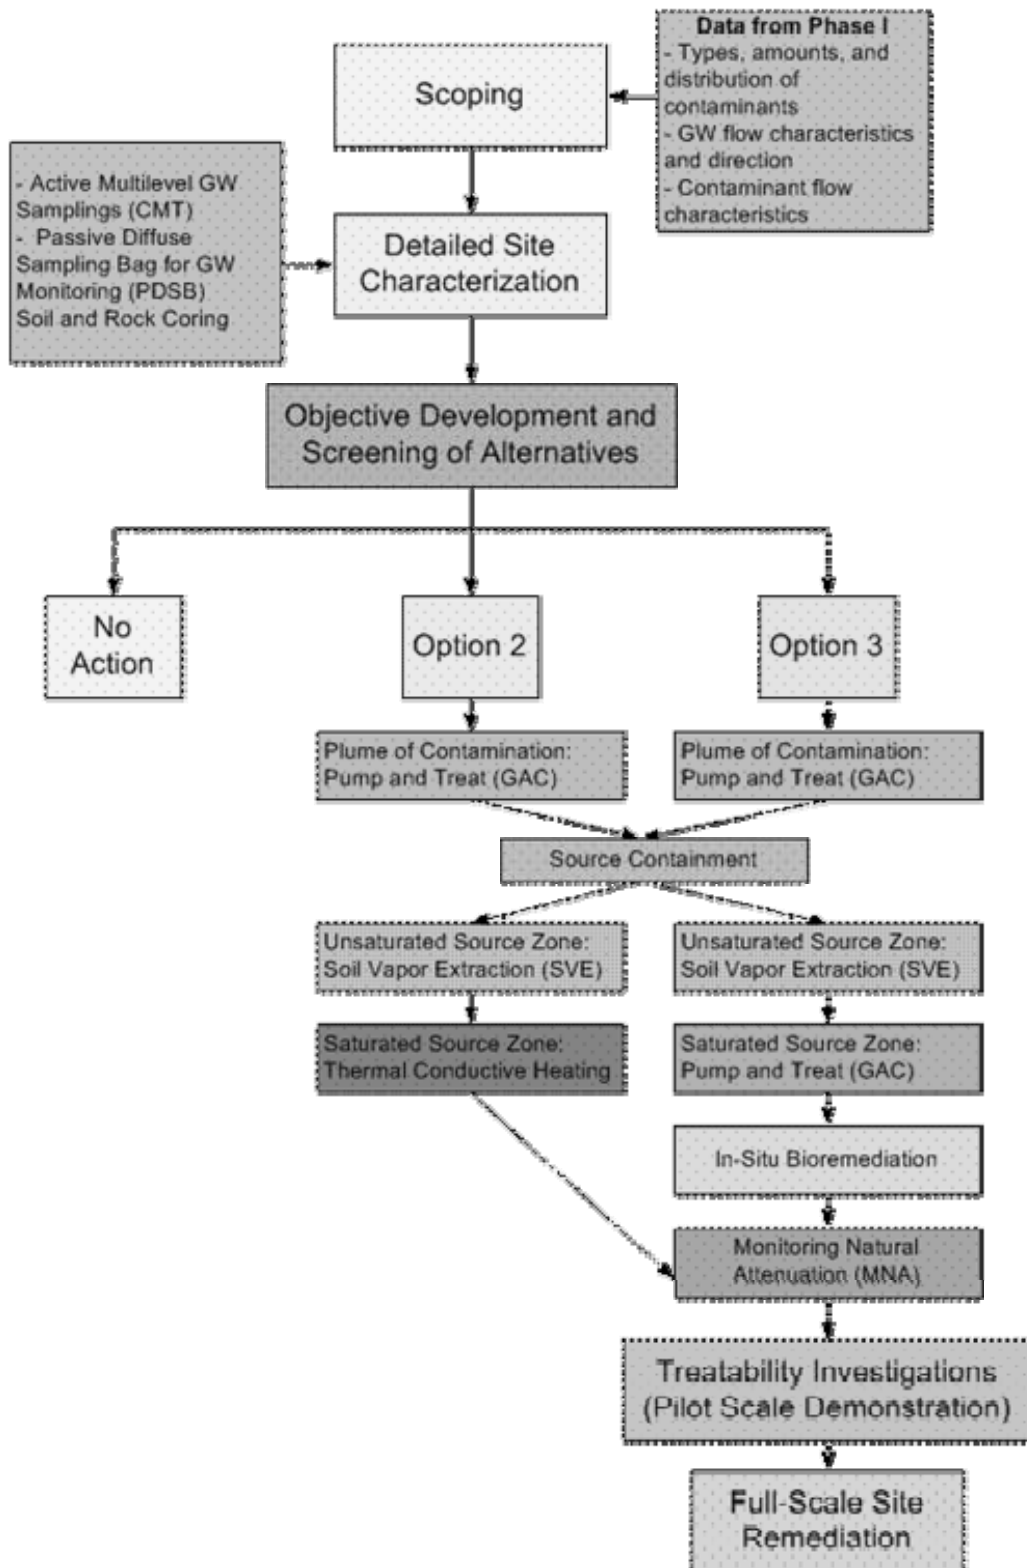 Scoping
Data from Phase I
- Types, amounts, and
distribution of
contaminants
- GW flow characteristics
and direction
- Contaminant flow
characteristics
- Active Multilevel GW
Samplings (CMT)
- Passive Diffuse
Sampling Bag for GW
Monitoring (PDSB)
Soil and Rock Coring
Detailed Site
Characterization
Objective Development and
Screening of Alternatives
No
Action
Option 2
Option 3
Plume of Contamination:
Pump and Treat (GAC)
Plume of Contamination:
Pump and Treat (GAC)
Source Containment
Unsaturated Source Zone:
Soil Vapor Extraction (SVE)
Unsaturated Source Zone:
Soil Vapor Extraction (SVE)
Saturated Source Zone:
Thermal Conductive Heating
Saturated Source Zone:
Pump and Treat (GAC)
In-Situ Bioremediation
Monitoring Natural
Attenuation (MNA)
Treatability Investigations
(Pilot Scale Demonstration)
Full-Scale Site
Remediation